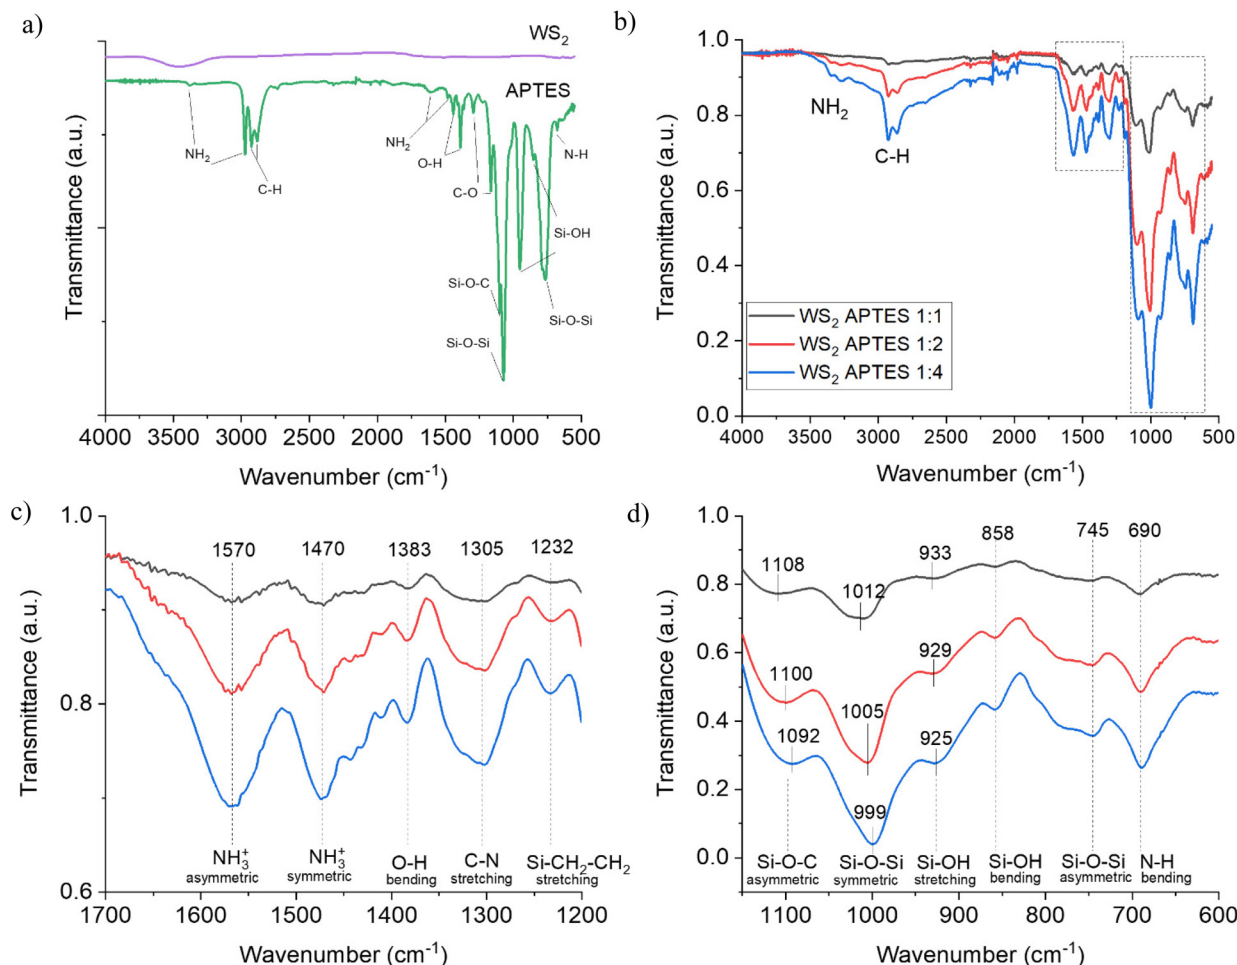 a)
WS2
APTES
NH2
C-H
NH2
O-H
C-O
N-H
Si-OH
Si-O-C
Si-O-Si
Si-O-Si
Transmittance (a.u.)
4000 3500 3000 2500 2000 1500 1000 500
Wavenumber (cm-1)
b)
1.0
0.8
0.6
0.4
0.2
0.0
NH2
C-H
WS2 APTES 1:1
WS2 APTES 1:2
WS2 APTES 1:4
Transmittance (a.u.)
4000 3500 3000 2500 2000 1500 1000 500
Wavenumber (cm-1)
c)
1.0
0.8
0.6
1570 1470 1383 1305 1232
NH3+ NH3+ O-H C-N Si-CH2-CH2
asymmetric symmetric bending stretching stretching
Transmittance (a.u.)
1700 1600 1500 1400 1300 1200
Wavenumber (cm-1)
d)
1.0
0.8
0.6
0.4
0.2
0.0
1108 1012 933 858 745 690
1100 1005 929
1092 999 925
Si-O-C Si-O-Si Si-OH Si-OH Si-O-Si N-H
asymmetric symmetric stretching bending asymmetric bending
Transmittance (a.u.)
1100 1000 900 800 700 600
Wavenumber (cm-1)